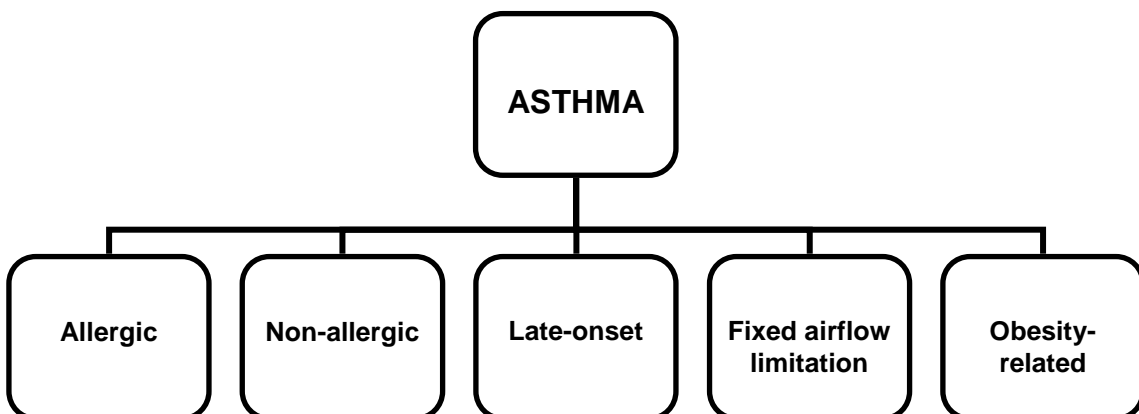 ASTHMA
Allergic
Non-allergic
Late-onset
Fixed airflow
limitation
Obesity-
related